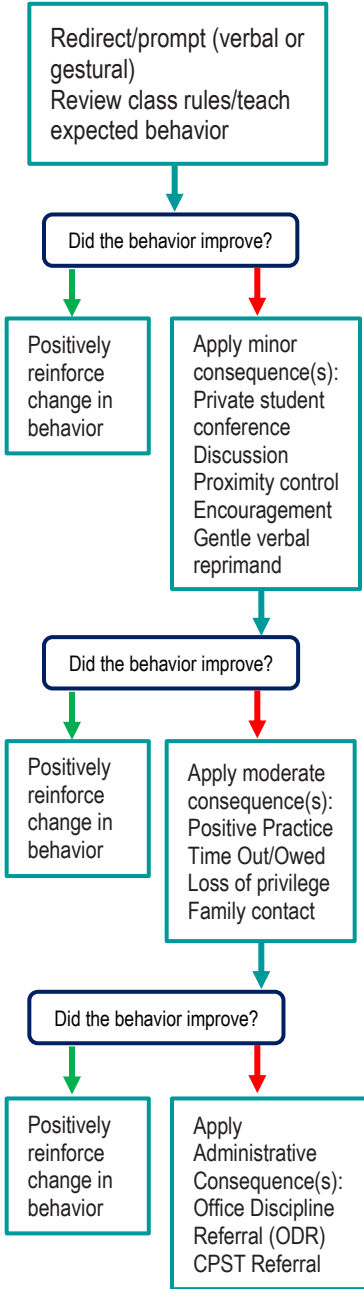 Redirect/prompt (verbal or
gestural)
Review class rules/teach
expected behavior
Did the behavior improve?
Positively
reinforce
change in
behavior
Apply minor
consequence(s):
Private student
conference
Discussion
Proximity control
Encouragement
Gentle verbal
reprimand
Did the behavior improve?
Positively
reinforce
change in
behavior
Apply moderate
consequence(s):
Positive Practice
Time Out/Owed
Loss of privilege
Family contact
Did the behavior improve?
Positively
reinforce
change in
behavior
Apply
Administrative
Consequence(s):
Office Discipline
Referral (ODR)
CPST Referral